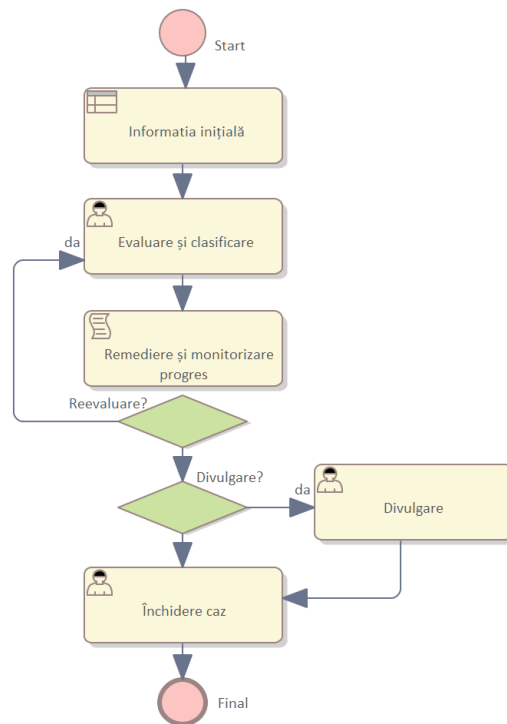 Start
Informatia inițială
da
Evaluare și clasificare
Remediere și monitorizare
progres
Reevaluare?
Divulgare?
da
Divulgare
Închidere caz
Final